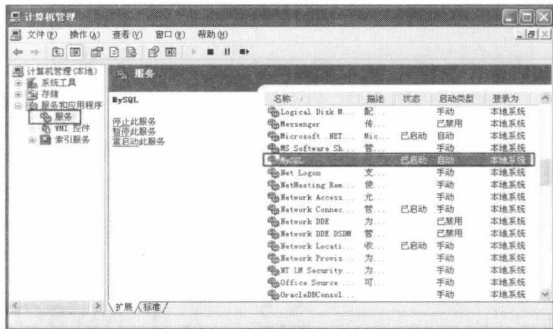 计算机管理
文件(F) 操作(A) 查看(V) 窗口(W) 帮助(H)
计算机管理(本地)
系统工具
存储
服务和应用程序
服务
WMI 控件
索引服务
服务
MySQL
停止此服务
暂停此服务
重启动此服务
名称 描述 状态 启动类型 登录为
Logical Disk M... 配... 手动 本地系统
Messenger 传... 已禁用 本地系统
Microsoft .NET... Mic... 已启动 自动 本地系统
MS Software Sh... 管... 手动 本地系统
MySQL 已启动 自动 本地系统
Net Logon 支... 手动 本地系统
NetMeeting Rem... 使... 手动 本地系统
Network Access... 允... 手动 本地系统
Network Connec... 管... 已启动 手动 本地系统
Network DDE 为... 已禁用 本地系统
Network DDE DSDM 管... 已禁用 本地系统
Network Locati... 收... 已启动 手动 本地系统
Network Provis... 为... 手动 本地系统
NT LM Security... 为... 手动 本地系统
Office Source ... 可... 手动 本地系统
OracleDBConsol... 手动 本地系统
扩展 标准